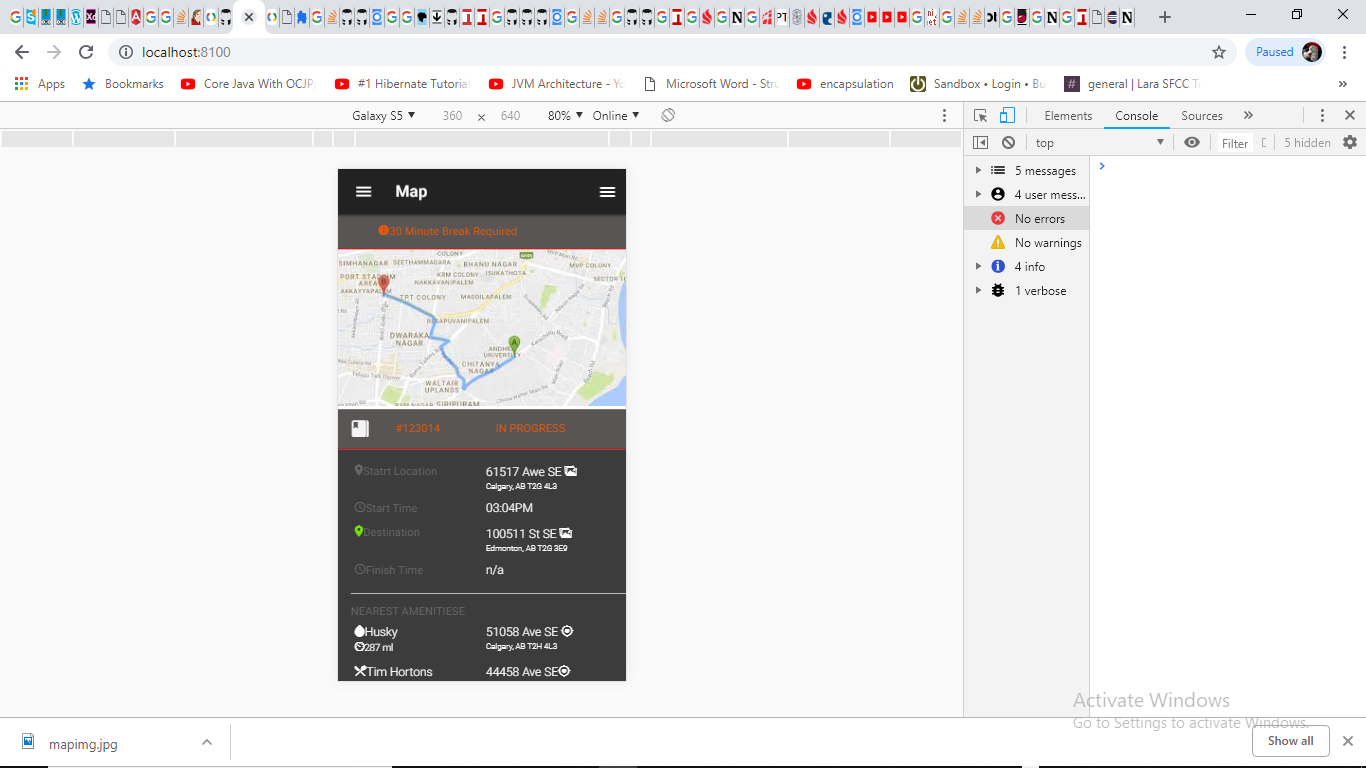 localhost:8100
Paused
Apps
Bookmarks
Core Java With OCJP
#1 Hibernate Tutorial
JVM Architecture - Yo
Microsoft Word - Stru
encapsulation
Sandbox • Login • Bu
general | Lara SFCC Tr
»
Galaxy S5 ▼
360 × 640
80% ▼
Online ▼
Elements
Console
Sources
»
top
Filter
5 hidden
5 messages
4 user mess...
No errors
No warnings
4 info
1 verbose
Map
30 Minute Break Required
COLONY
SIMHANAGAR
SEETHAMMAGARA
BHANU NAGAR
MVP COLONY
PORT STADIUM AREA
KRM COLONY
ISUKATHOTA
SECTOR
AKKAYYAPALEM
NAKKAVANIPALEM
B
TPT COLONY
MADDILAPALEM
RESAPUVANIPALEM
DWARAKA NAGAR
A
ANDHRA UNIVERSITY
CHITANYA NAGAR
WALTAIR UPLANDS
RAM NAGAR
SIRIPURAM
#123014
IN PROGRESS
Statrt Location
61517 Awe SE
Calgary, AB T2G 4L3
Start Time
03:04PM
Destination
100511 St SE
Edmonton, AB T2G 3E9
Finish Time
n/a
NEAREST AMENITIESE
Husky
51058 Ave SE
287 ml
Calgary, AB T2H 4L3
Tim Hortons
44458 Ave SE
Activate Windows
Go to Settings to activate Windows.
mapimg.jpg
Show all